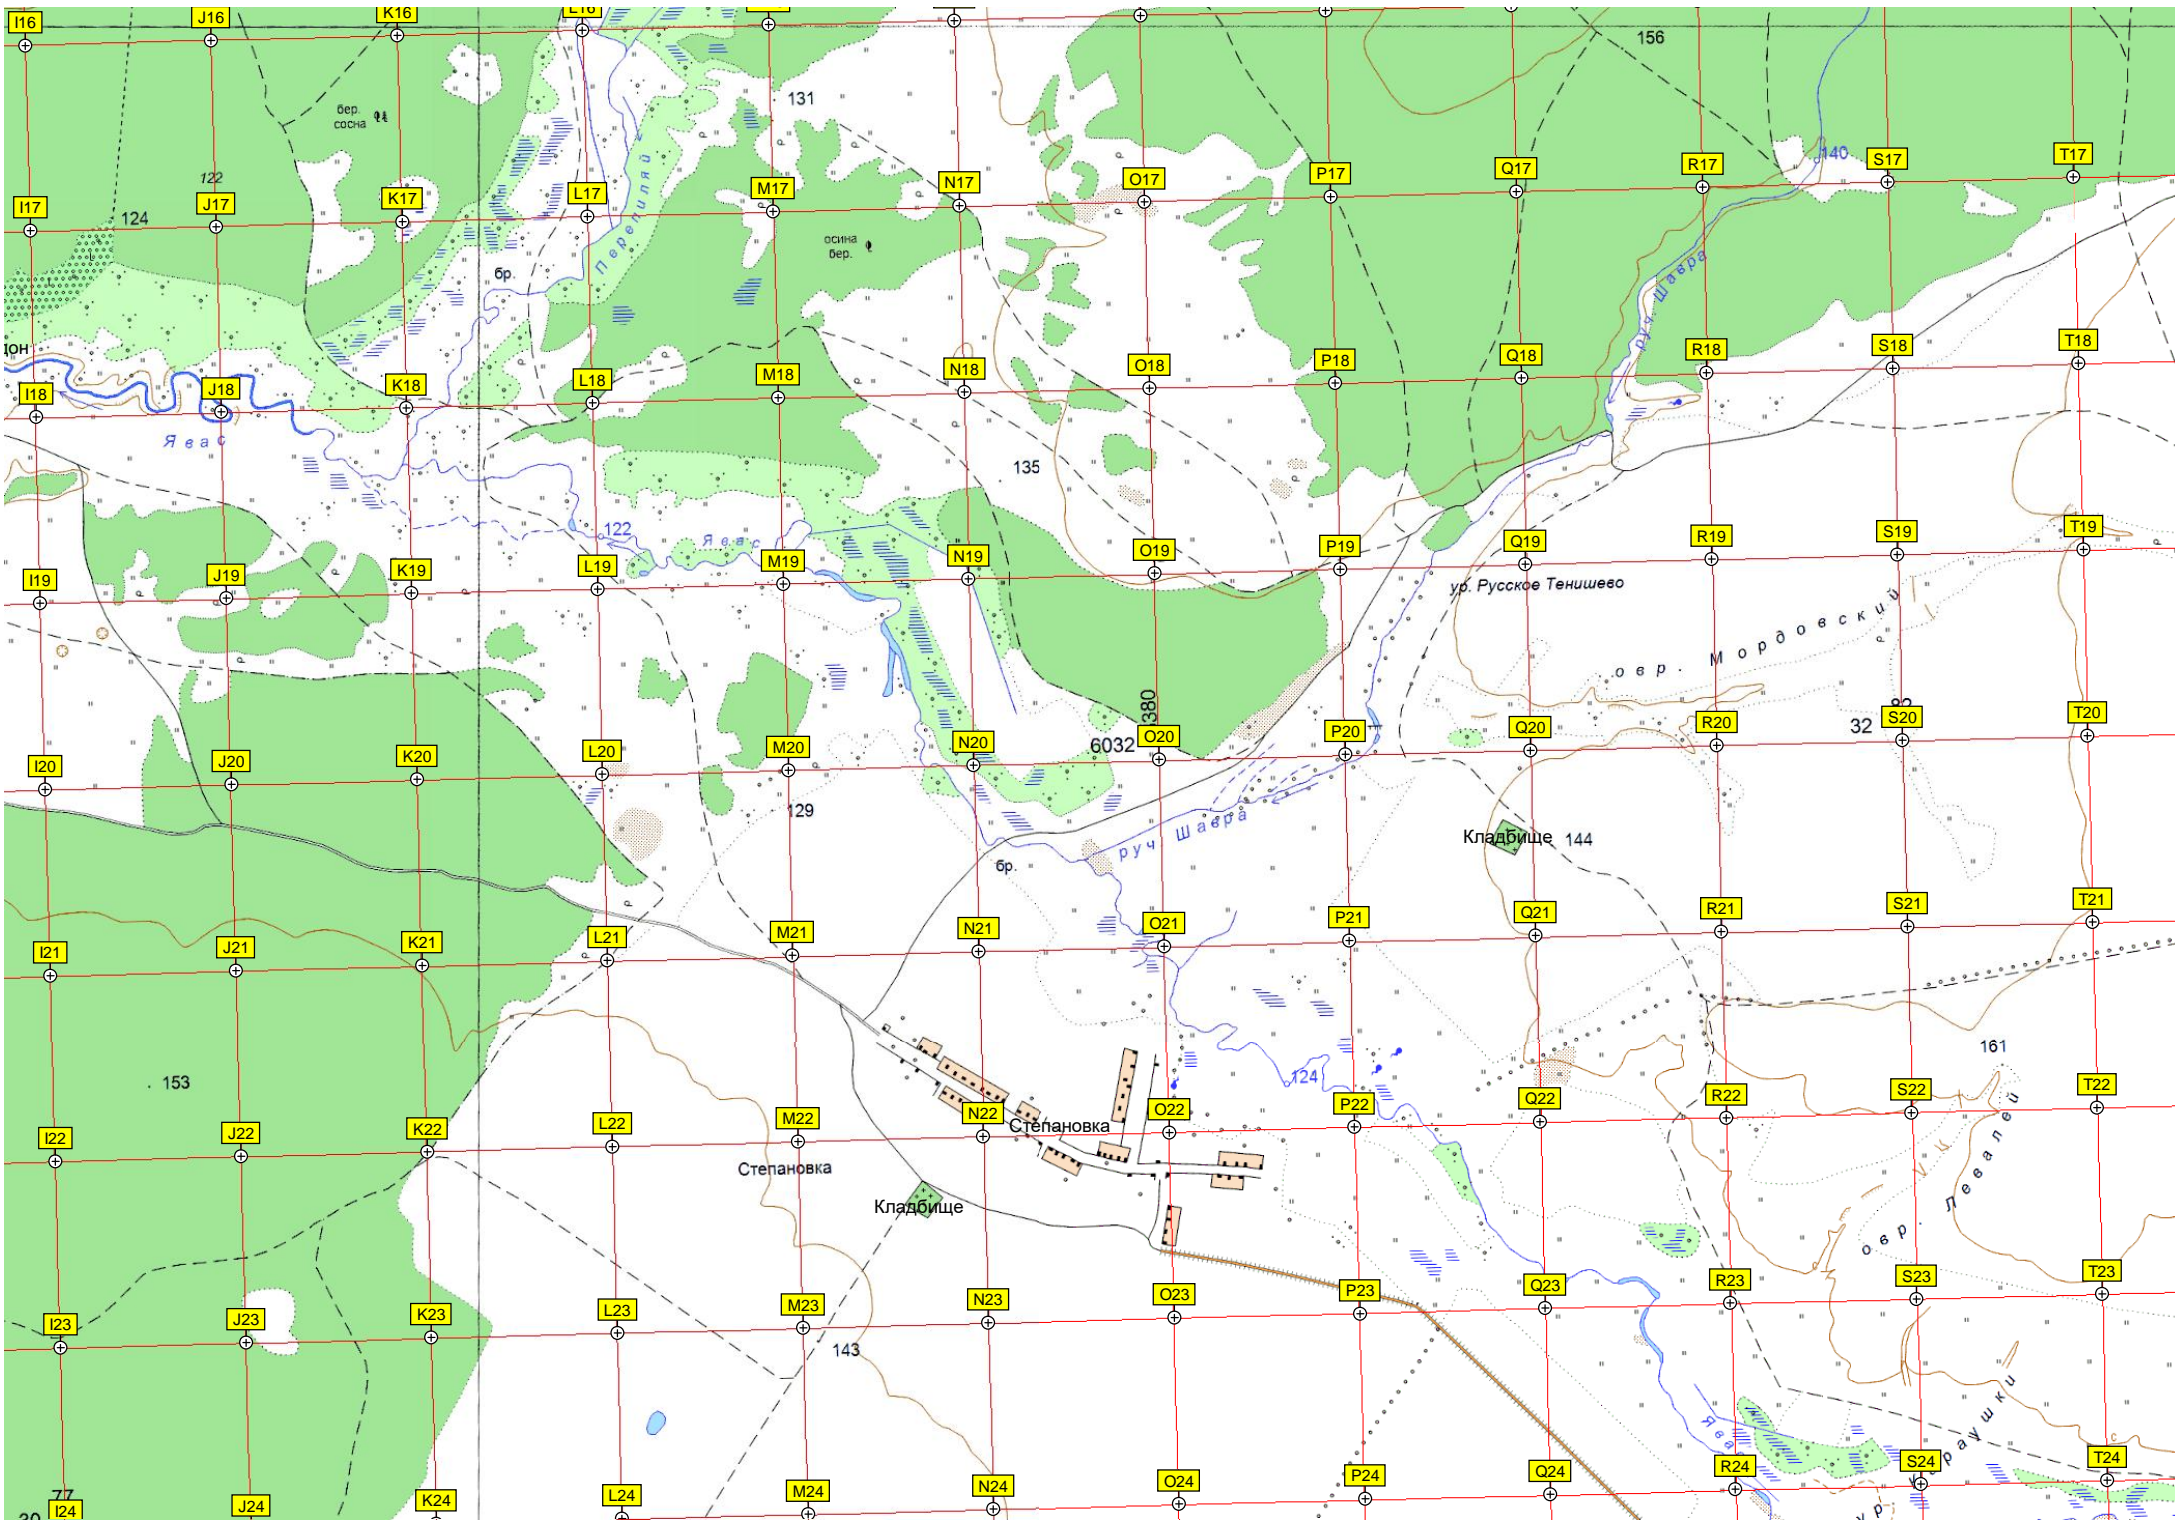 I16 J16 K16 L16
156
бер.
сосна
131
140
122
I17 J17 K17 L17 M17 N17 O17 P17 Q17 R17 S17 T17
124
Перепиляй
осина
бер.
бр.
руч. Шавра
I18 J18 K18 L18 M18 N18 O18 P18 Q18 R18 S18 T18
Явас
135
122
Явас
I19 J19 K19 L19 M19 N19 O19 P19 Q19 R19 S19 T19
ур. Русское Тенишево
овр. Мордовский
380
6032
32
I20 J20 K20 L20 M20 N20 O20 P20 Q20 R20 S20 T20
129
руч. Шавра
Кладбище
144
бр.
I21 J21 K21 L21 M21 N21 O21 P21 Q21 R21 S21 T21
161
153
124
I22 J22 K22 L22 M22 N22 O22 P22 Q22 R22 S22 T22
Степановка
Степановка
Кладбище
овр. Левалей
I23 J23 K23 L23 M23 N23 O23 P23 Q23 R23 S23 T23
143
77
I24 J24 K24 L24 M24 N24 O24 P24 Q24 R24 S24 T24